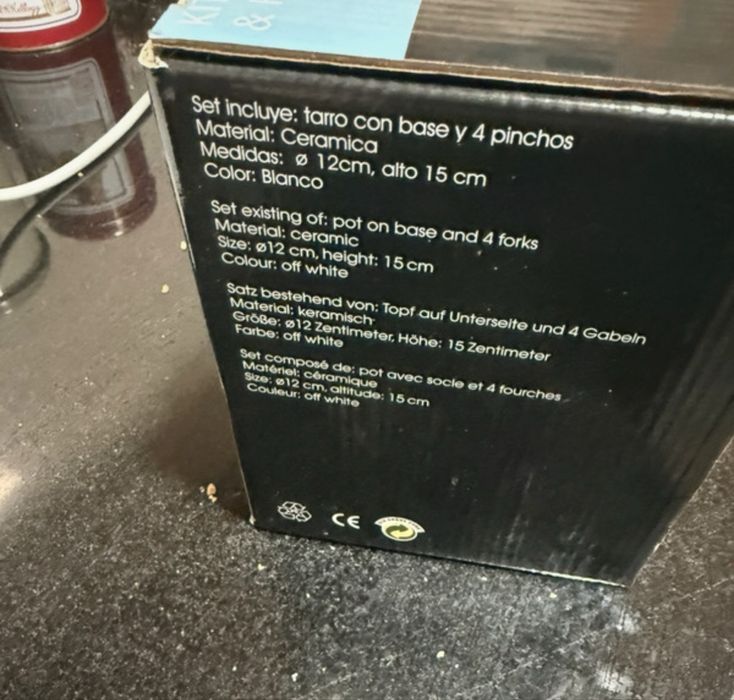 Set incluye: tarro con base y 4 pinchos
Material: Ceramica
Medidas: ø 12cm, alto 15 cm
Color: Blanco
Set existing of: pot on base and 4 forks
Material: ceramic
Size: ø12 cm, height: 15 cm
Colour: off white
Satz bestehend von: Topf auf Unterseite und 4 Gabeln
Material: keramisch
Größe: ø12 Zentimeter, Höhe: 15 Zentimeter
Farbe: off white
Set composé de: pot avec socle et 4 fourches
Matériel: céramique
Size: ø12 cm, altitude: 15 cm
Couleur: off white
CE